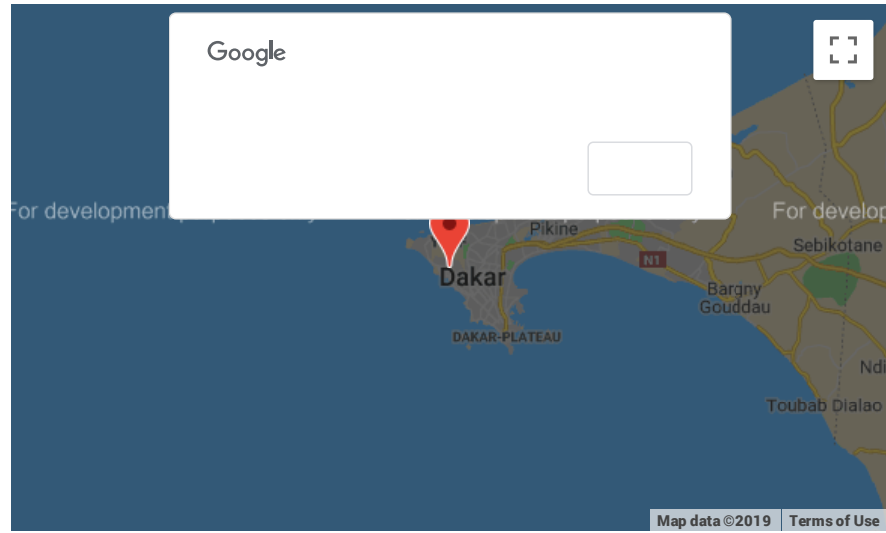 Google
For development
For develop
Pikine
Sebikotane
N1
Dakar
Bargny
Gouddau
DAKAR-PLATEAU
Ndi
Toubab Dialao
Map data ©2019
Terms of Use